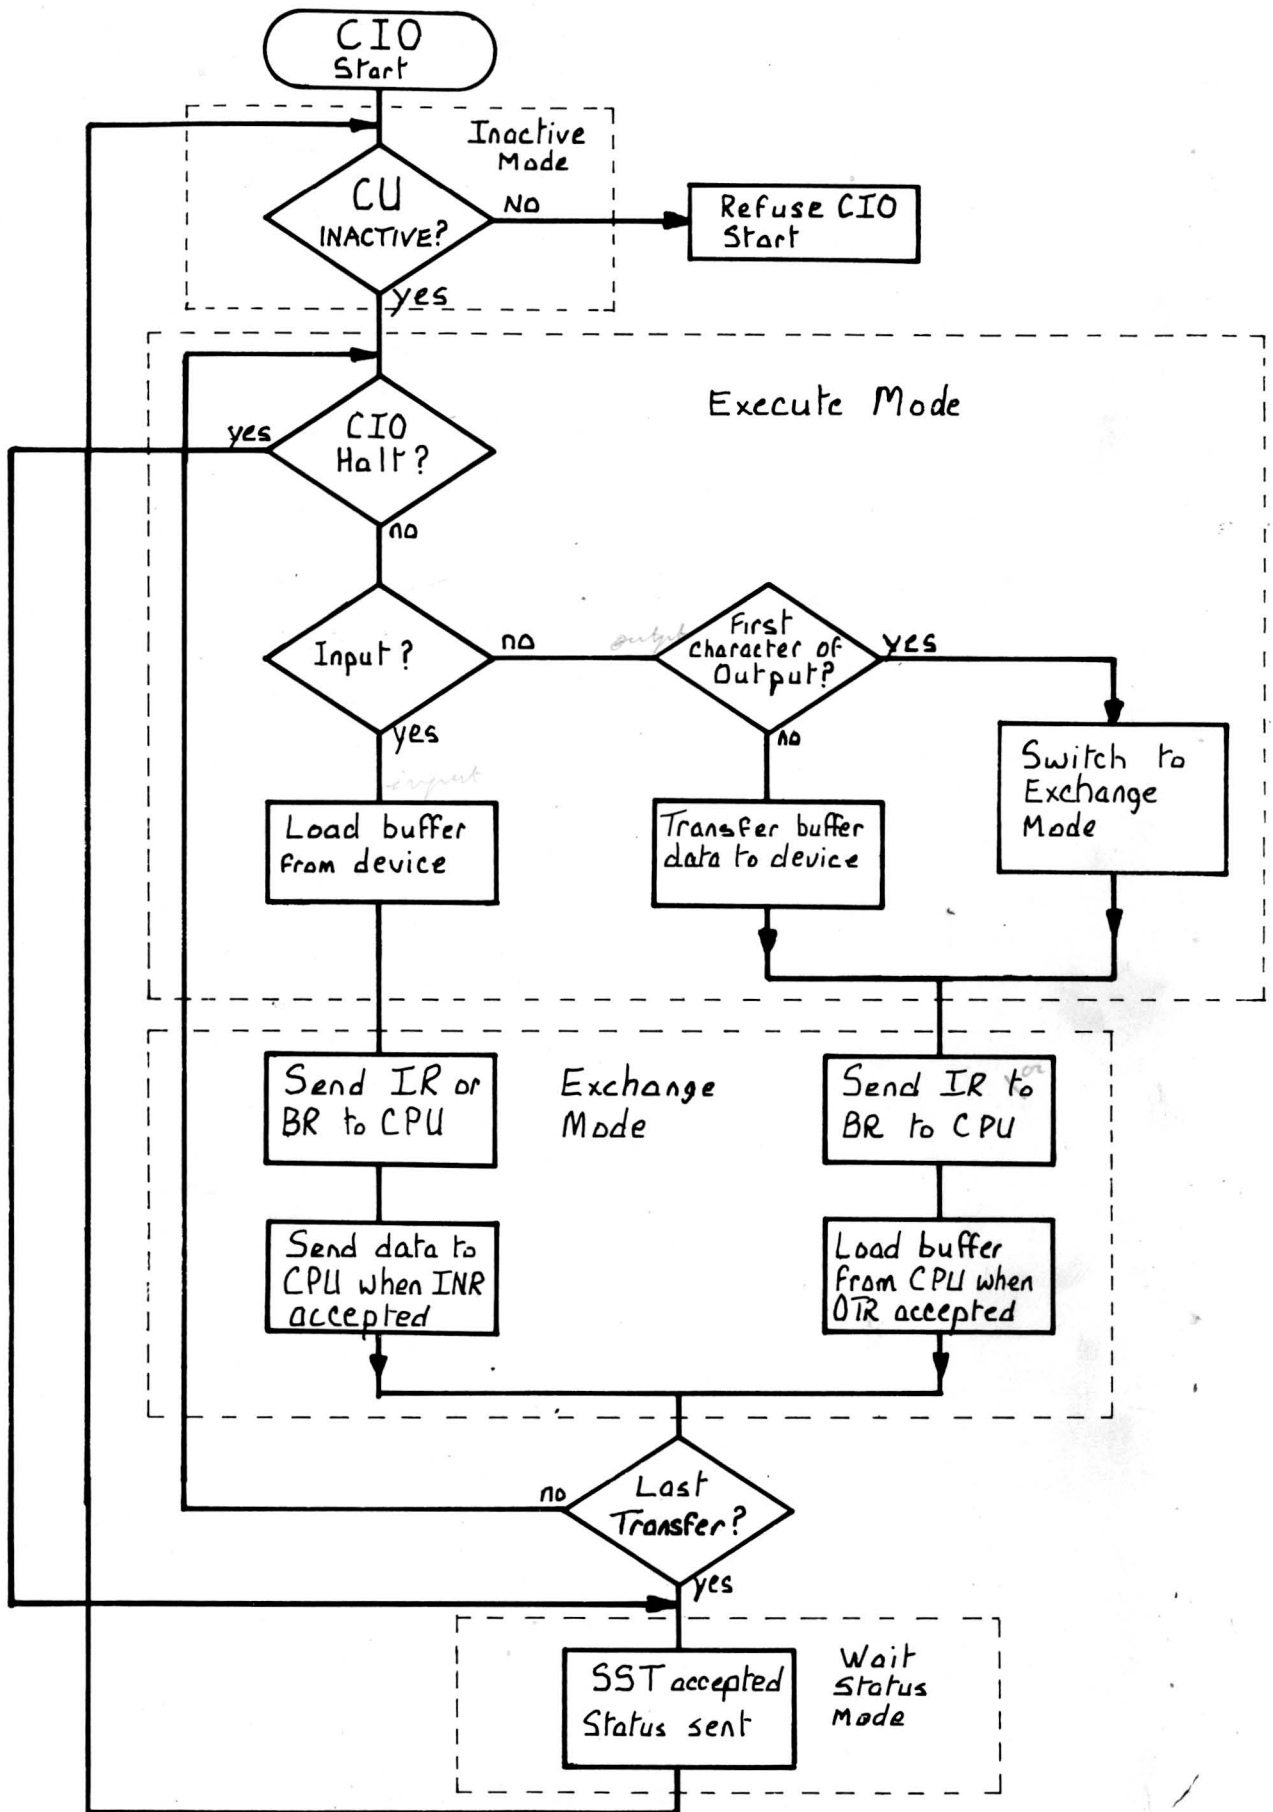 CIO
Start
Inactive
Mode
CU
INACTIVE?
NO
Refuse CIO
Start
yes
Execute Mode
yes
CIO
Halt?
no
Input?
no
output
First
character of
Output?
yes
yes
input
no
Load buffer
from device
Transfer buffer
data to device
Switch to
Exchange
Mode
Send IR or
BR to CPU
Exchange
Mode
or
Send IR to
BR to CPU
Send data to
CPU when INR
accepted
Load buffer
from CPU when
OTR accepted
no
Last
Transfer?
yes
SST accepted
Status sent
Wait
Status
Mode